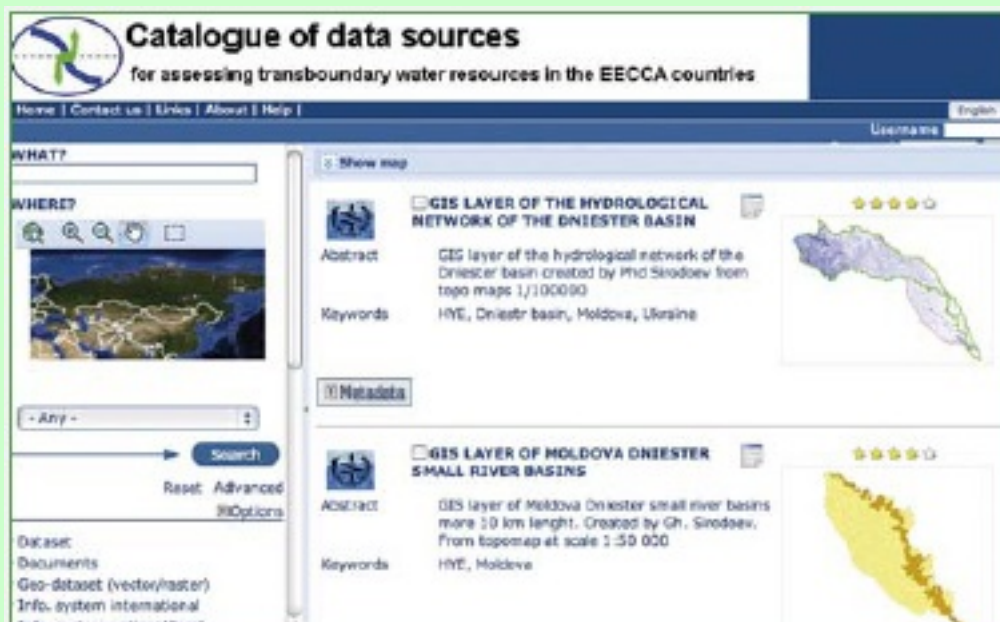 Catalogue of data sources
for assessing transboundary water resources in the EECCA countries
Home | Contact us | Links | About | Help |
English
Username
WHAT?
WHERE?
- Any -
Search
Reset Advanced
Options
Dataset
Documents
Geo-dataset (vector/raster)
Info. system international
Show map
GIS LAYER OF THE HYDROLOGICAL
NETWORK OF THE DNIESTER BASIN
Abstract
GIS layer of the hydrological network of the
Dniester basin created by Phd Sirodoev from
topo maps 1/100000
Keywords
HYE, Dniestr basin, Moldova, Ukraine
Metadata
GIS LAYER OF MOLDOVA DNIESTER
SMALL RIVER BASINS
Abstract
GIS layer of Moldova Dniester small river basins
more 10 km lenght. Created by Gh. Sirodoev.
From topomap at scale 1:50 000
Keywords
HYE, Moldova